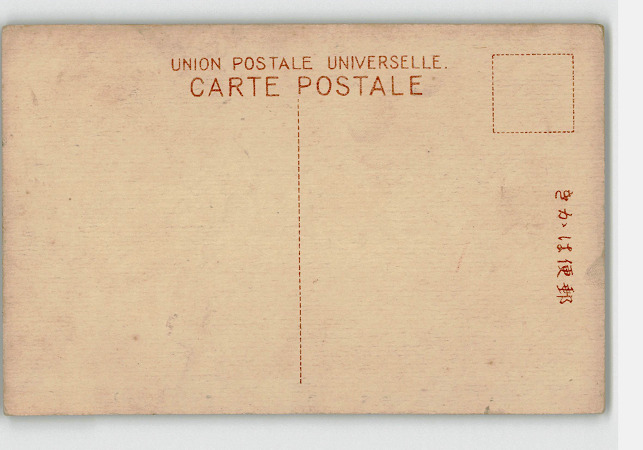 UNION POSTALE UNIVERSELLE.
CARTE POSTALE
郵便はかき